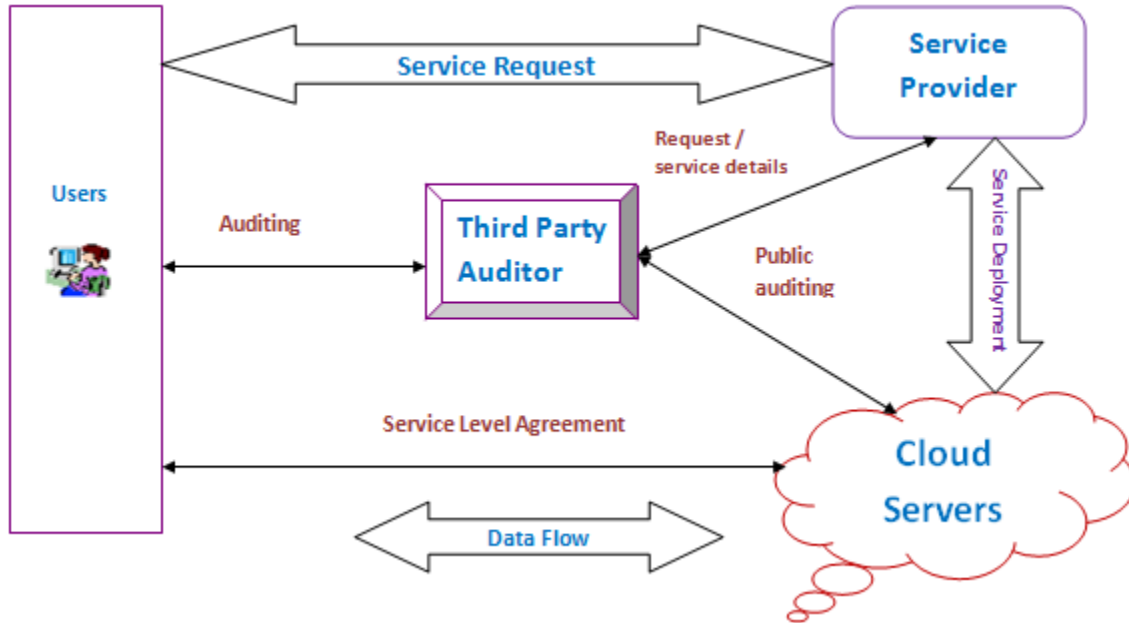 Service Request
Service
Provider
Request /
service details
Users
Auditing
Third Party
Auditor
Public
auditing
Service Deployment
Service Level Agreement
Cloud
Servers
Data Flow